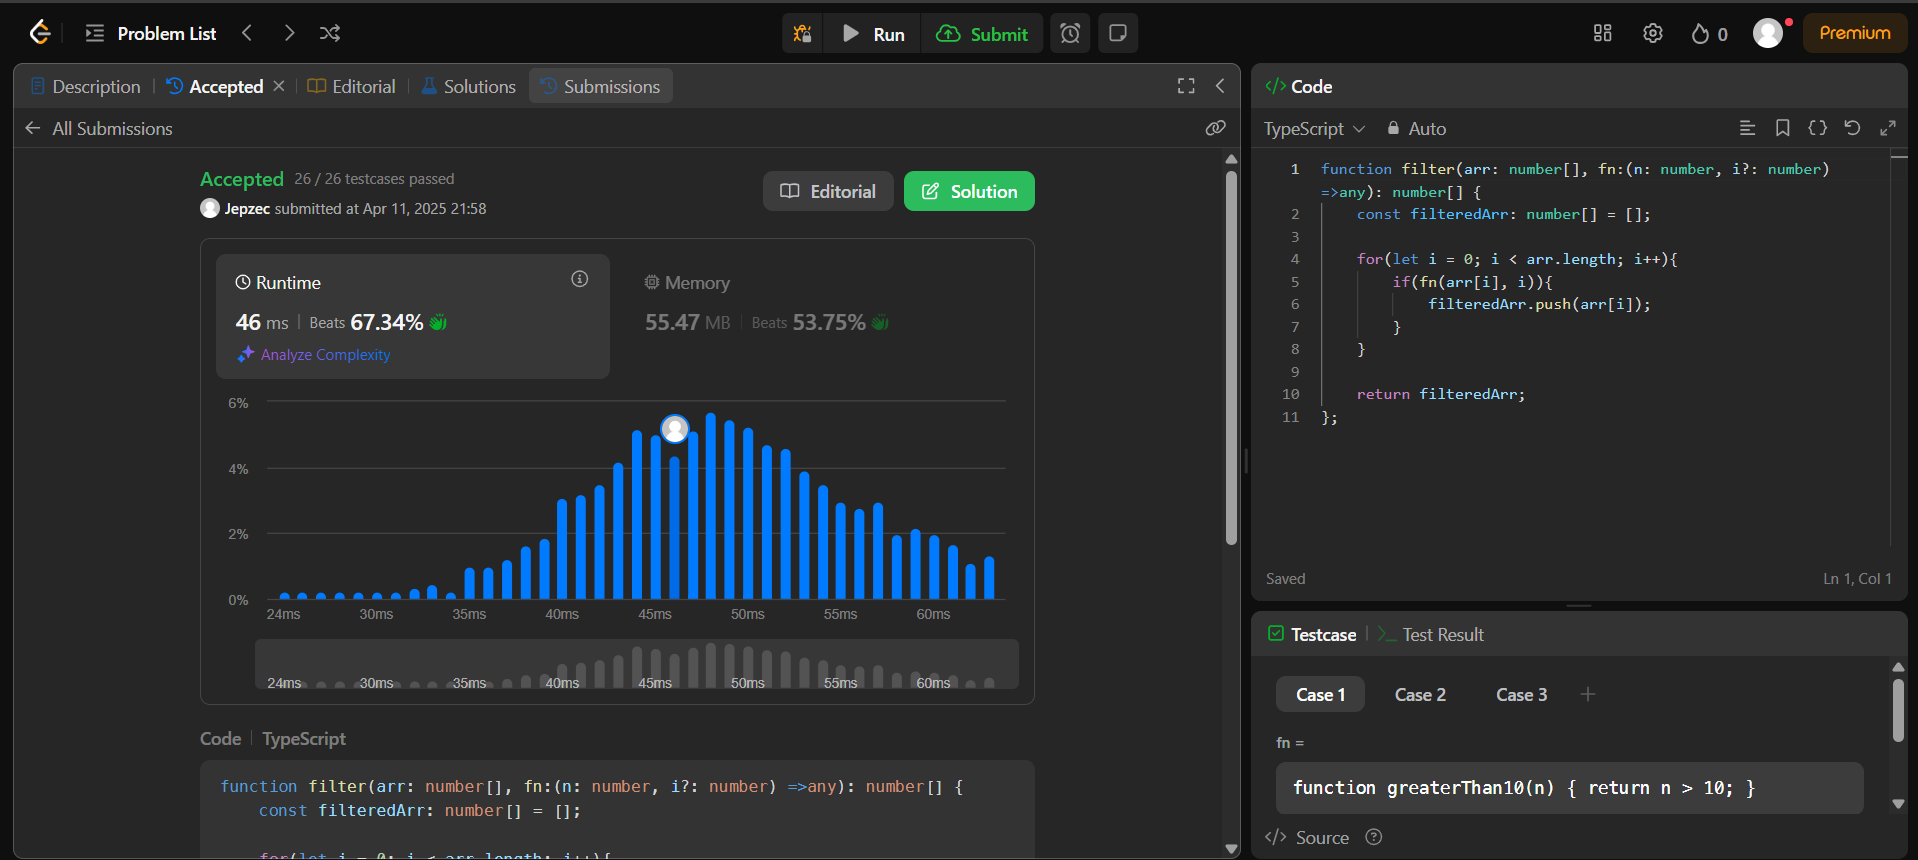 Problem List
Run
Submit
0
Premium
Description
Accepted
Editorial
Solutions
Submissions
All Submissions
Accepted 26 / 26 testcases passed
Jepzec submitted at Apr 11, 2025 21:58
Editorial
Solution
Runtime
46 ms | Beats 67.34%
Analyze Complexity
Memory
55.47 MB | Beats 53.75%
6%
4%
2%
0%
24ms 30ms 35ms 40ms 45ms 50ms 55ms 60ms
24ms 30ms 35ms 40ms 45ms 50ms 55ms 60ms
Code | TypeScript
function filter(arr: number[], fn:(n: number, i?: number) =>any): number[] {
    const filteredArr: number[] = [];
    for(let i = 0; i < arr.length; i++){
</> Code
TypeScript
Auto
1 function filter(arr: number[], fn:(n: number, i?: number)
=>any): number[] {
2     const filteredArr: number[] = [];
3
4     for(let i = 0; i < arr.length; i++){
5         if(fn(arr[i], i)){
6             filteredArr.push(arr[i]);
7         }
8     }
9
10     return filteredArr;
11 };
Saved
Ln 1, Col 1
Testcase
Test Result
Case 1
Case 2
Case 3
fn =
function greaterThan10(n) { return n > 10; }
</> Source